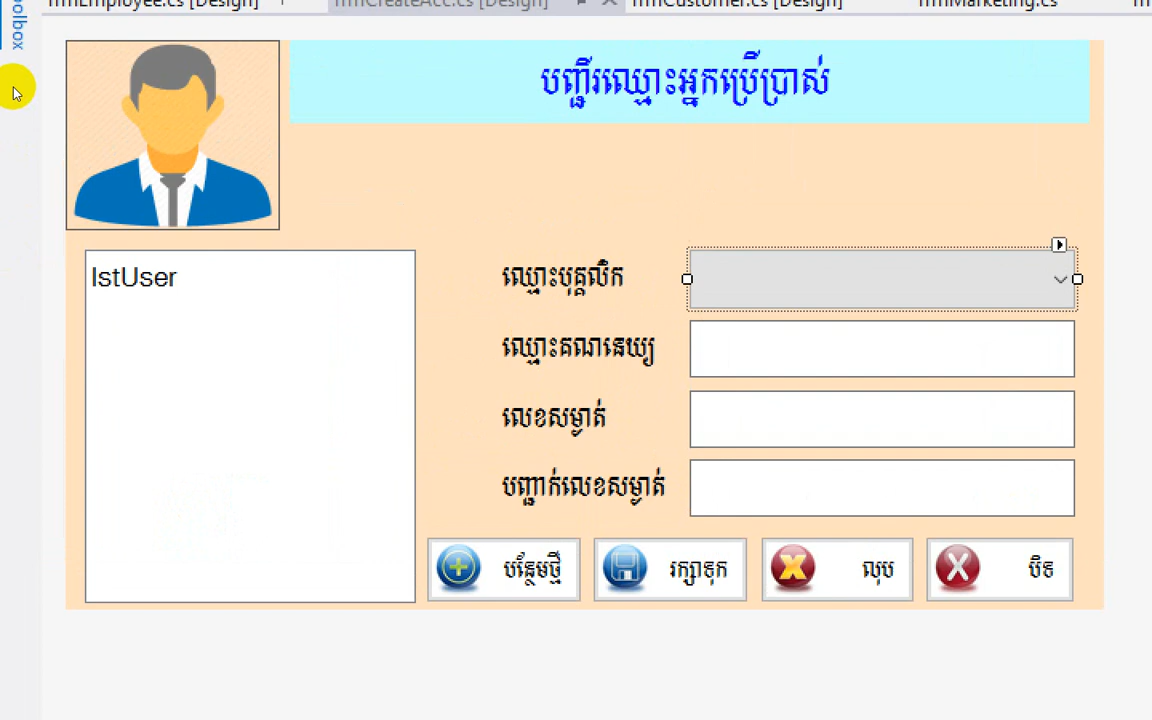 frmEmployee.cs [Design]
frmCreateAcc.cs [Design]
frmCustomer.cs [Design]
frmMarketing.cs
oolbox
បញ្ជីរឈ្មោះអ្នកប្រើប្រាស់
lstUser
ឈ្មោះបុគ្គលិក
ឈ្មោះគណនេយ្យ
លេខសម្ងាត់
បញ្ជាក់លេខសម្ងាត់
បន្ថែមថ្មី
រក្សាទុក
លុប
បិទ